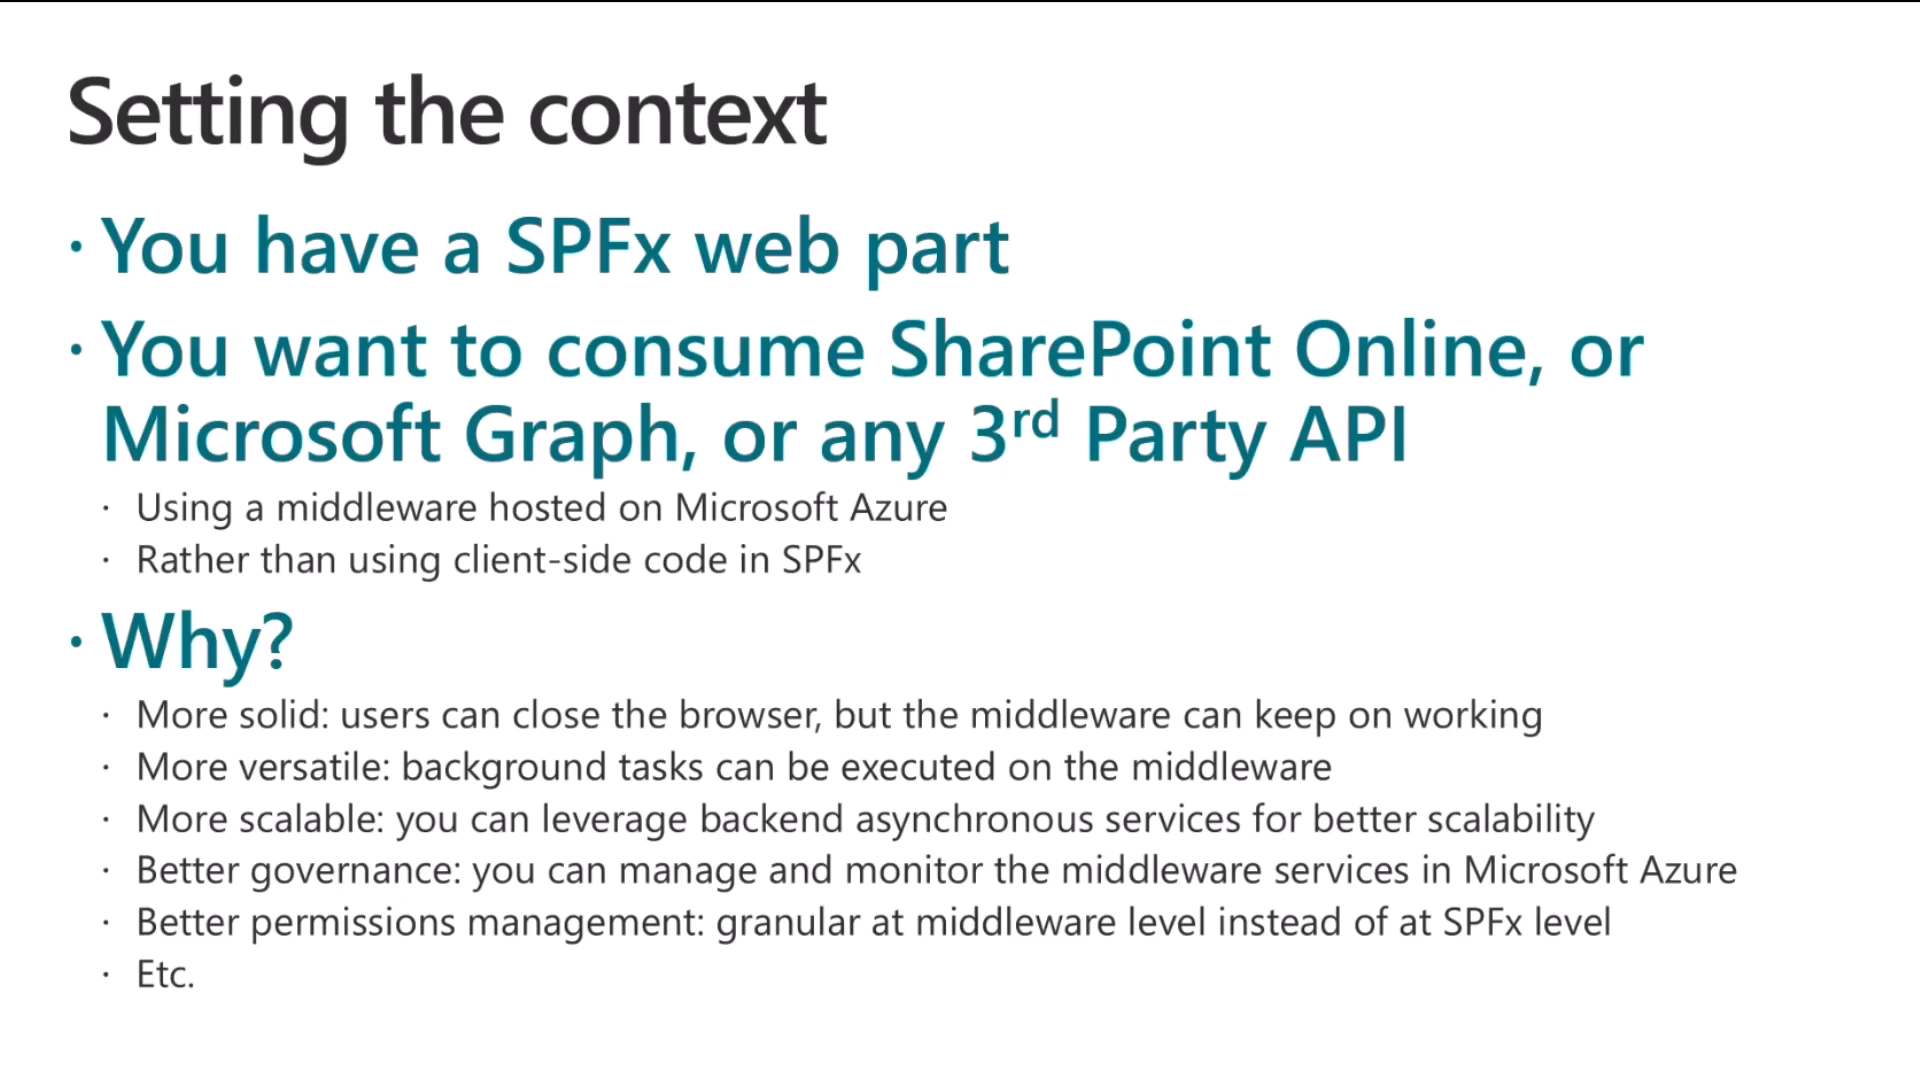 Setting the context
· You have a SPFx web part
· You want to consume SharePoint Online, or
Microsoft Graph, or any 3rd Party API
· Using a middleware hosted on Microsoft Azure
· Rather than using client-side code in SPFx
· Why?
· More solid: users can close the browser, but the middleware can keep on working
· More versatile: background tasks can be executed on the middleware
· More scalable: you can leverage backend asynchronous services for better scalability
· Better governance: you can manage and monitor the middleware services in Microsoft Azure
· Better permissions management: granular at middleware level instead of at SPFx level
· Etc.